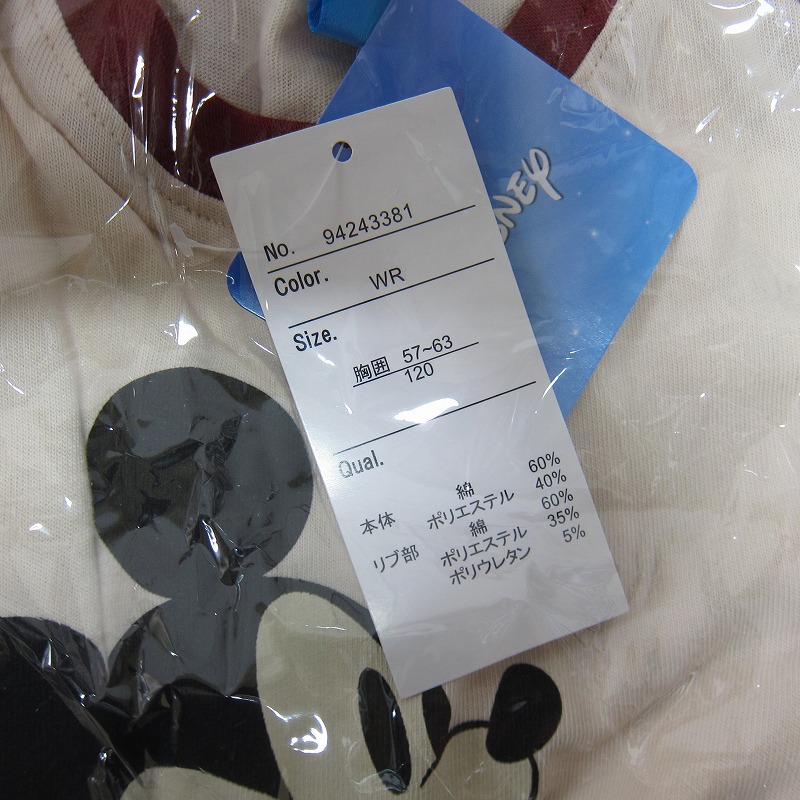 No. 94243381
Color. WR
Size.
胸囲 57~63
120
Qual.
本体 綿 60%
ポリエステル 40%
リブ部 綿 60%
ポリエステル 35%
ポリウレタン 5%